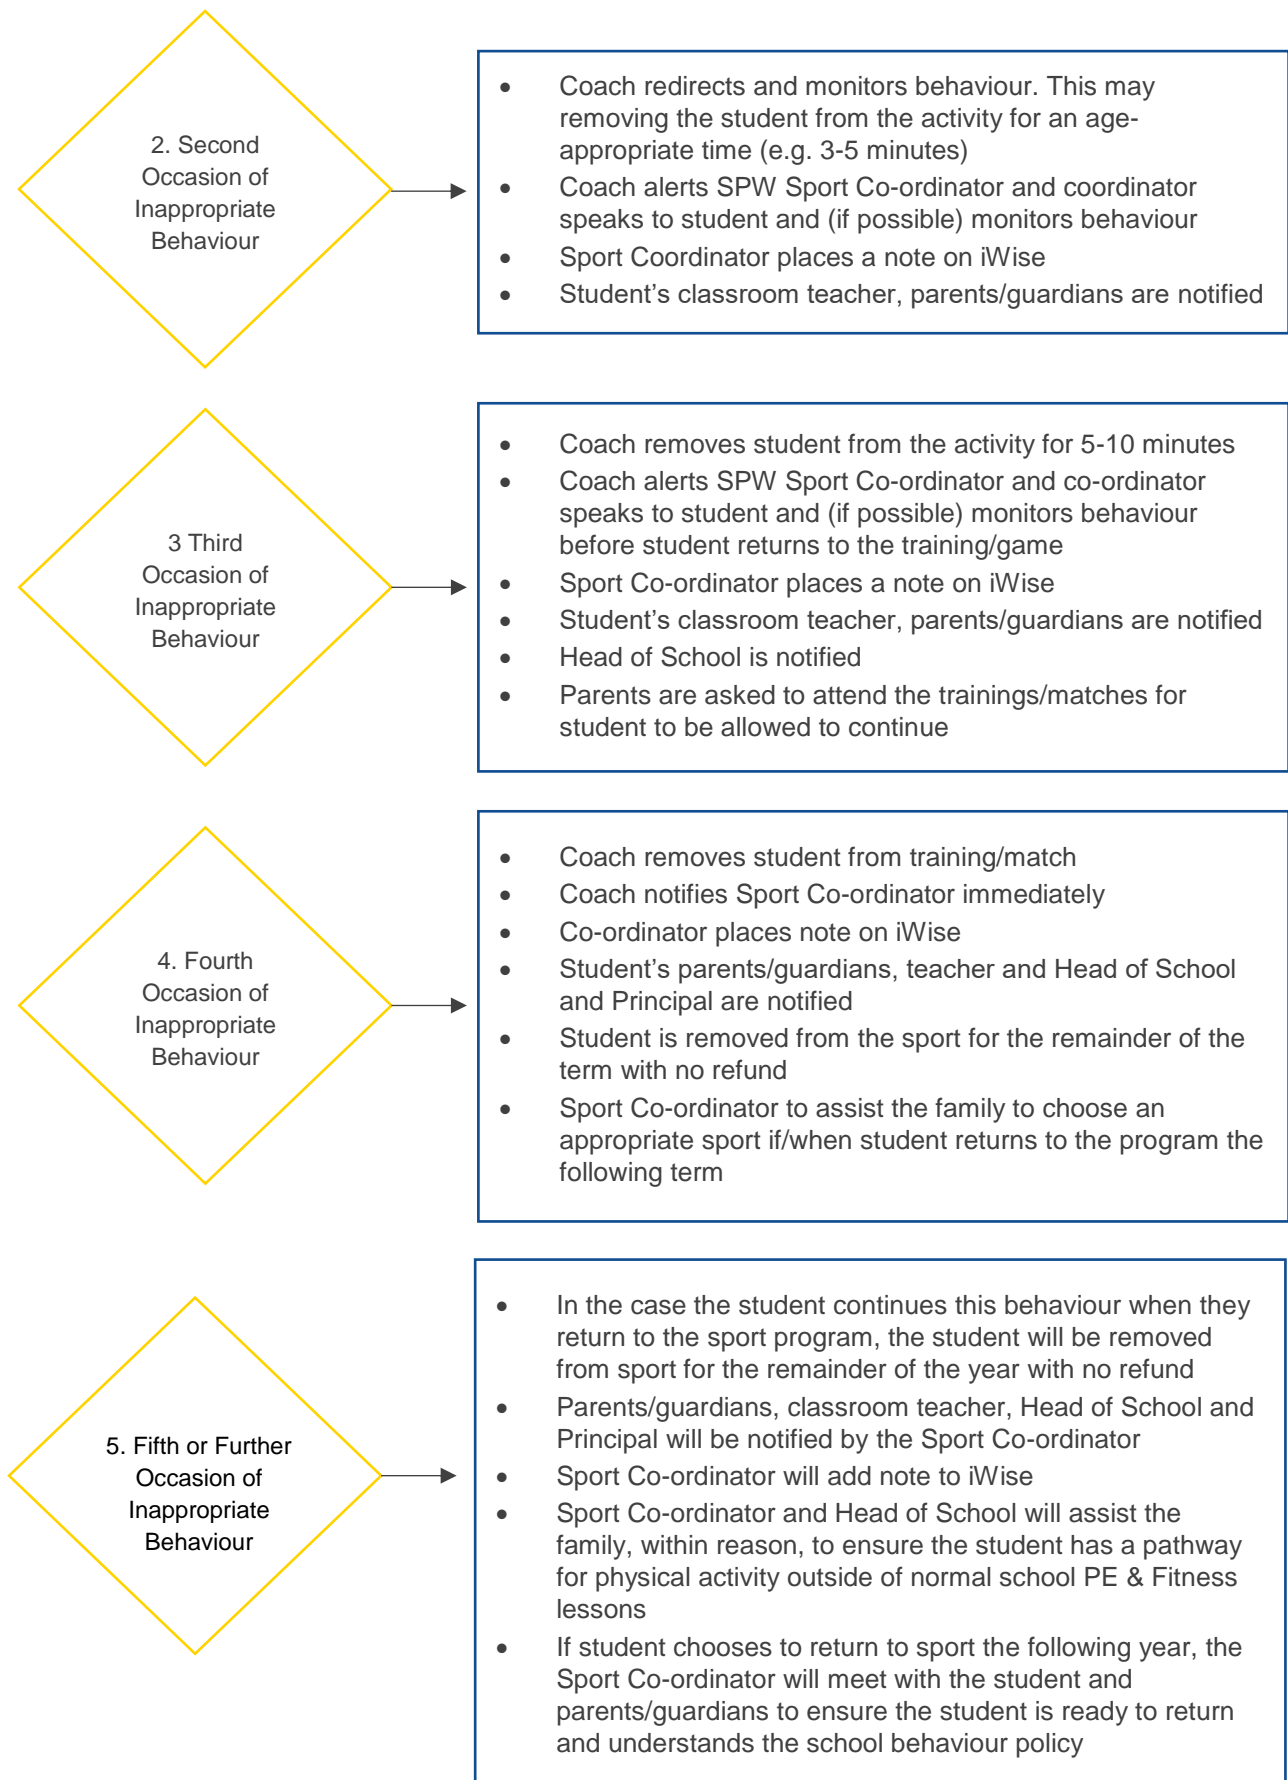 2. Second
Occasion of
Inappropriate
Behaviour
• Coach redirects and monitors behaviour. This may
removing the student from the activity for an age-
appropriate time (e.g. 3-5 minutes)
• Coach alerts SPW Sport Co-ordinator and coordinator
speaks to student and (if possible) monitors behaviour
• Sport Coordinator places a note on iWise
• Student’s classroom teacher, parents/guardians are notified
3 Third
Occasion of
Inappropriate
Behaviour
• Coach removes student from the activity for 5-10 minutes
• Coach alerts SPW Sport Co-ordinator and co-ordinator
speaks to student and (if possible) monitors behaviour
before student returns to the training/game
• Sport Co-ordinator places a note on iWise
• Student’s classroom teacher, parents/guardians are notified
• Head of School is notified
• Parents are asked to attend the trainings/matches for
student to be allowed to continue
4. Fourth
Occasion of
Inappropriate
Behaviour
• Coach removes student from training/match
• Coach notifies Sport Co-ordinator immediately
• Co-ordinator places note on iWise
• Student’s parents/guardians, teacher and Head of School
and Principal are notified
• Student is removed from the sport for the remainder of the
term with no refund
• Sport Co-ordinator to assist the family to choose an
appropriate sport if/when student returns to the program the
following term
5. Fifth or Further
Occasion of
Inappropriate
Behaviour
• In the case the student continues this behaviour when they
return to the sport program, the student will be removed
from sport for the remainder of the year with no refund
• Parents/guardians, classroom teacher, Head of School and
Principal will be notified by the Sport Co-ordinator
• Sport Co-ordinator will add note to iWise
• Sport Co-ordinator and Head of School will assist the
family, within reason, to ensure the student has a pathway
for physical activity outside of normal school PE & Fitness
lessons
• If student chooses to return to sport the following year, the
Sport Co-ordinator will meet with the student and
parents/guardians to ensure the student is ready to return
and understands the school behaviour policy